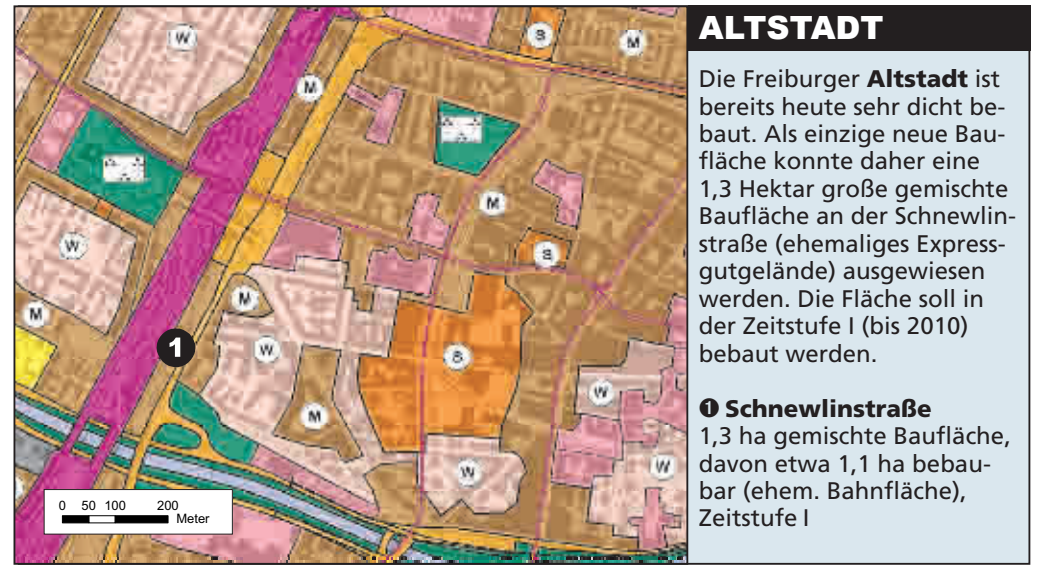 W
S
M
M
W
M
S
M
M
W
W
S
M
W
W
W
1
0 50 100 200
Meter
ALTSTADT
Die Freiburger Altstadt ist
bereits heute sehr dicht be-
baut. Als einzige neue Bau-
fläche konnte daher eine
1,3 Hektar große gemischte
Baufläche an der Schnewlin-
straße (ehemaliges Express-
gutgelände) ausgewiesen
werden. Die Fläche soll in
der Zeitstufe I (bis 2010)
bebaut werden.
❶ Schnewlinstraße
1,3 ha gemischte Baufläche,
davon etwa 1,1 ha bebau-
bar (ehem. Bahnfläche),
Zeitstufe I